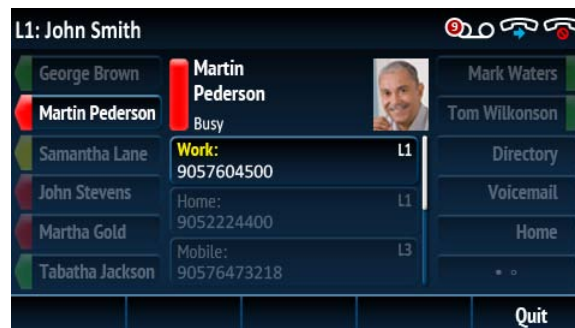 L1: John Smith
9
George Brown
Martin Pederson
Samantha Lane
John Stevens
Martha Gold
Tabatha Jackson
Martin
Pederson
Busy
Work: L1
9057604500
Home: L1
9052224400
Mobile: L3
90576473218
Mark Waters
Tom Wilkonson
Directory
Voicemail
Home
Quit